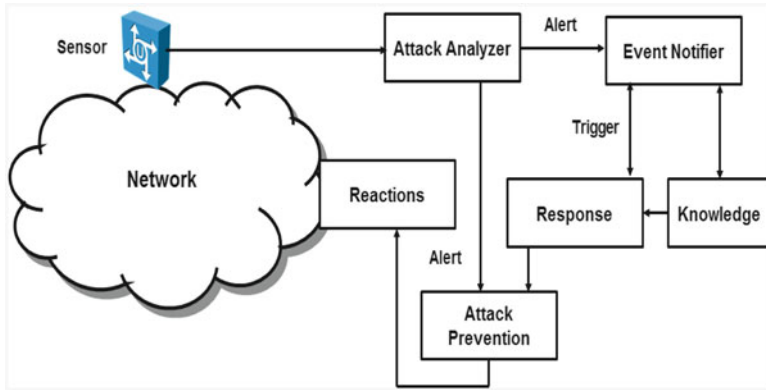 Sensor
Attack Analyzer
Alert
Event Notifier
Trigger
Network
Reactions
Response
Knowledge
Alert
Attack
Prevention